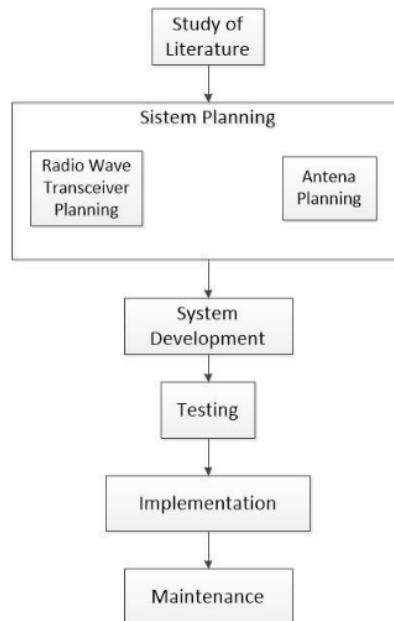 Study of
Literature
Sistem Planning
Radio Wave
Transceiver
Planning
Antena
Planning
System
Development
Testing
Implementation
Maintenance